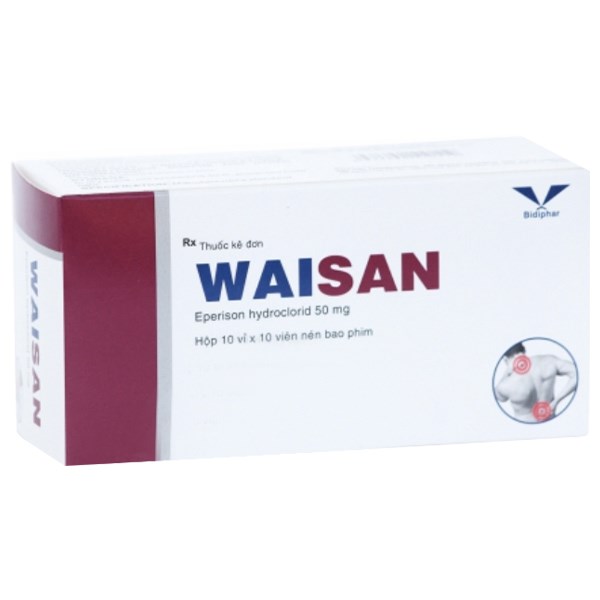 Bidiphar
Rx Thuốc kê đơn
WAISAN
Eperison hydroclorid 50 mg
Hộp 10 vỉ x 10 viên nén bao phim
WAISAN